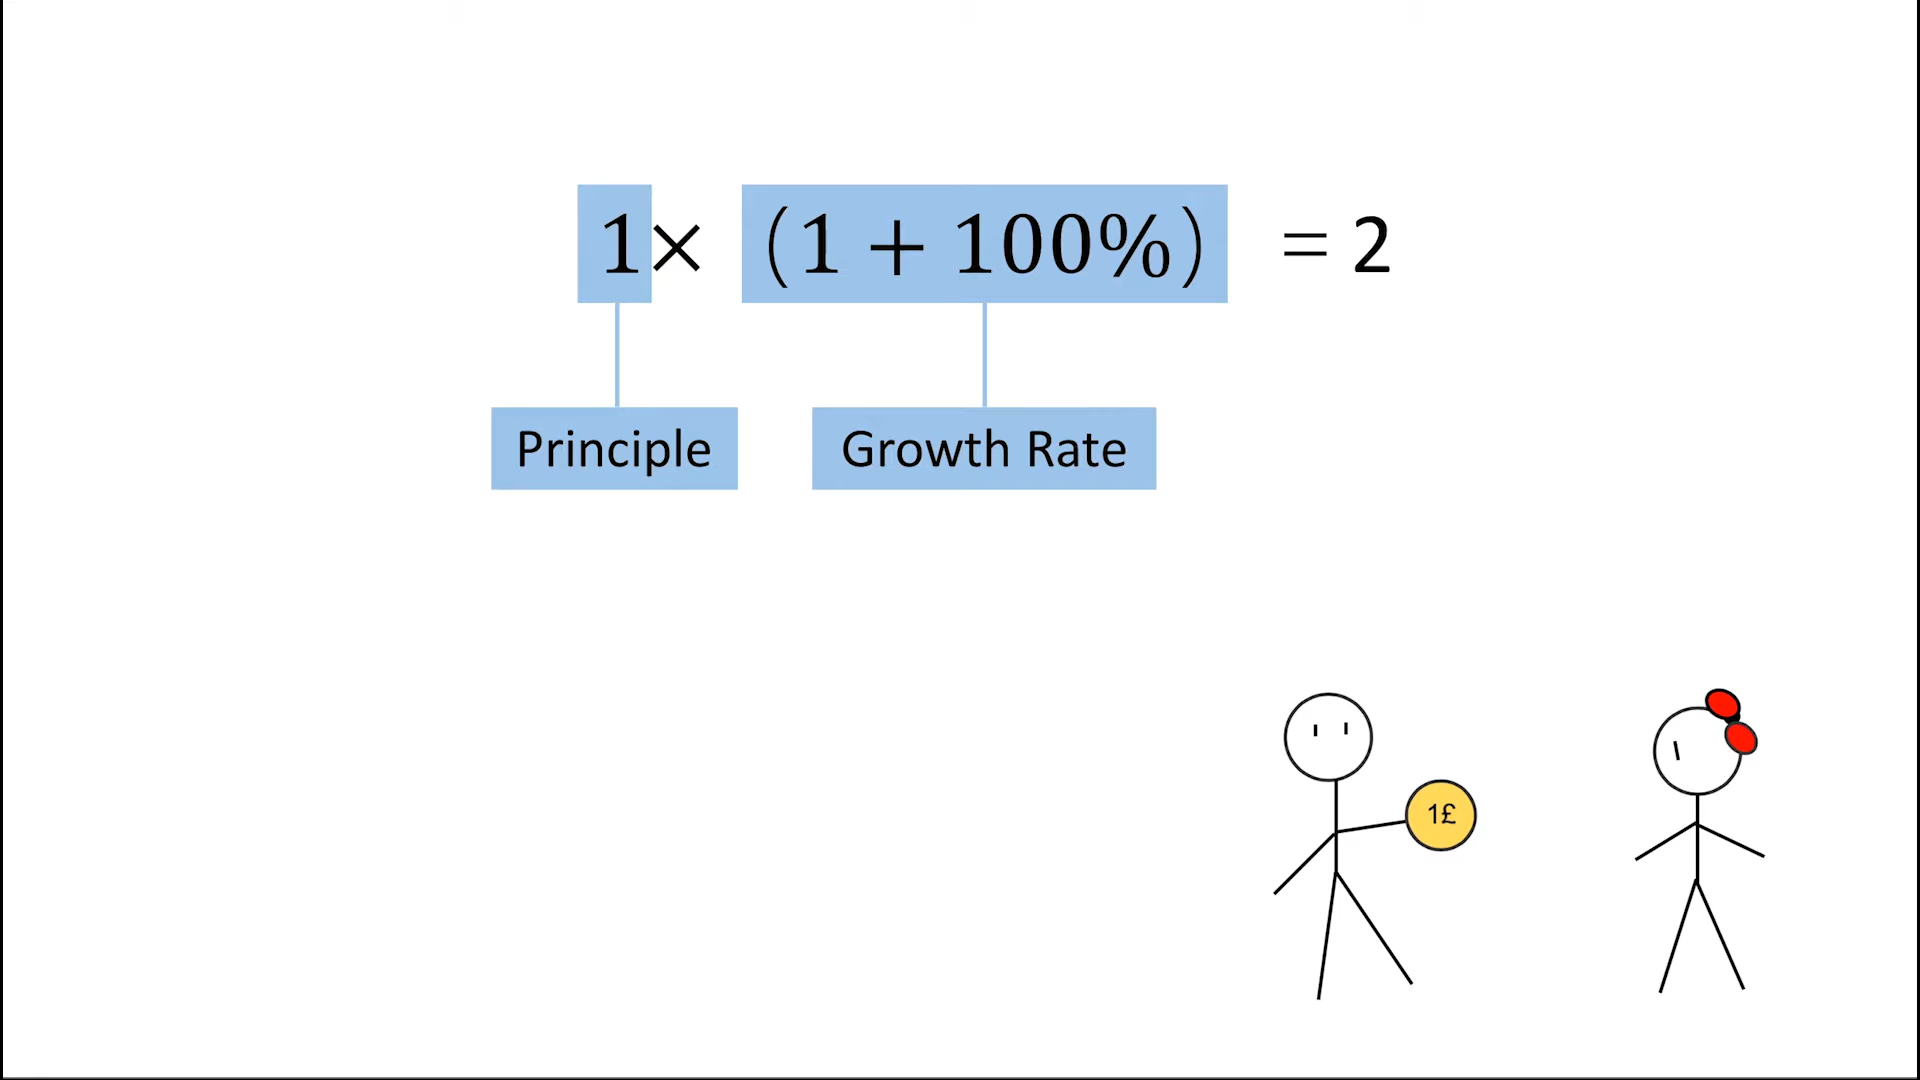 1× (1 + 100%) = 2
Principle
Growth Rate
1£